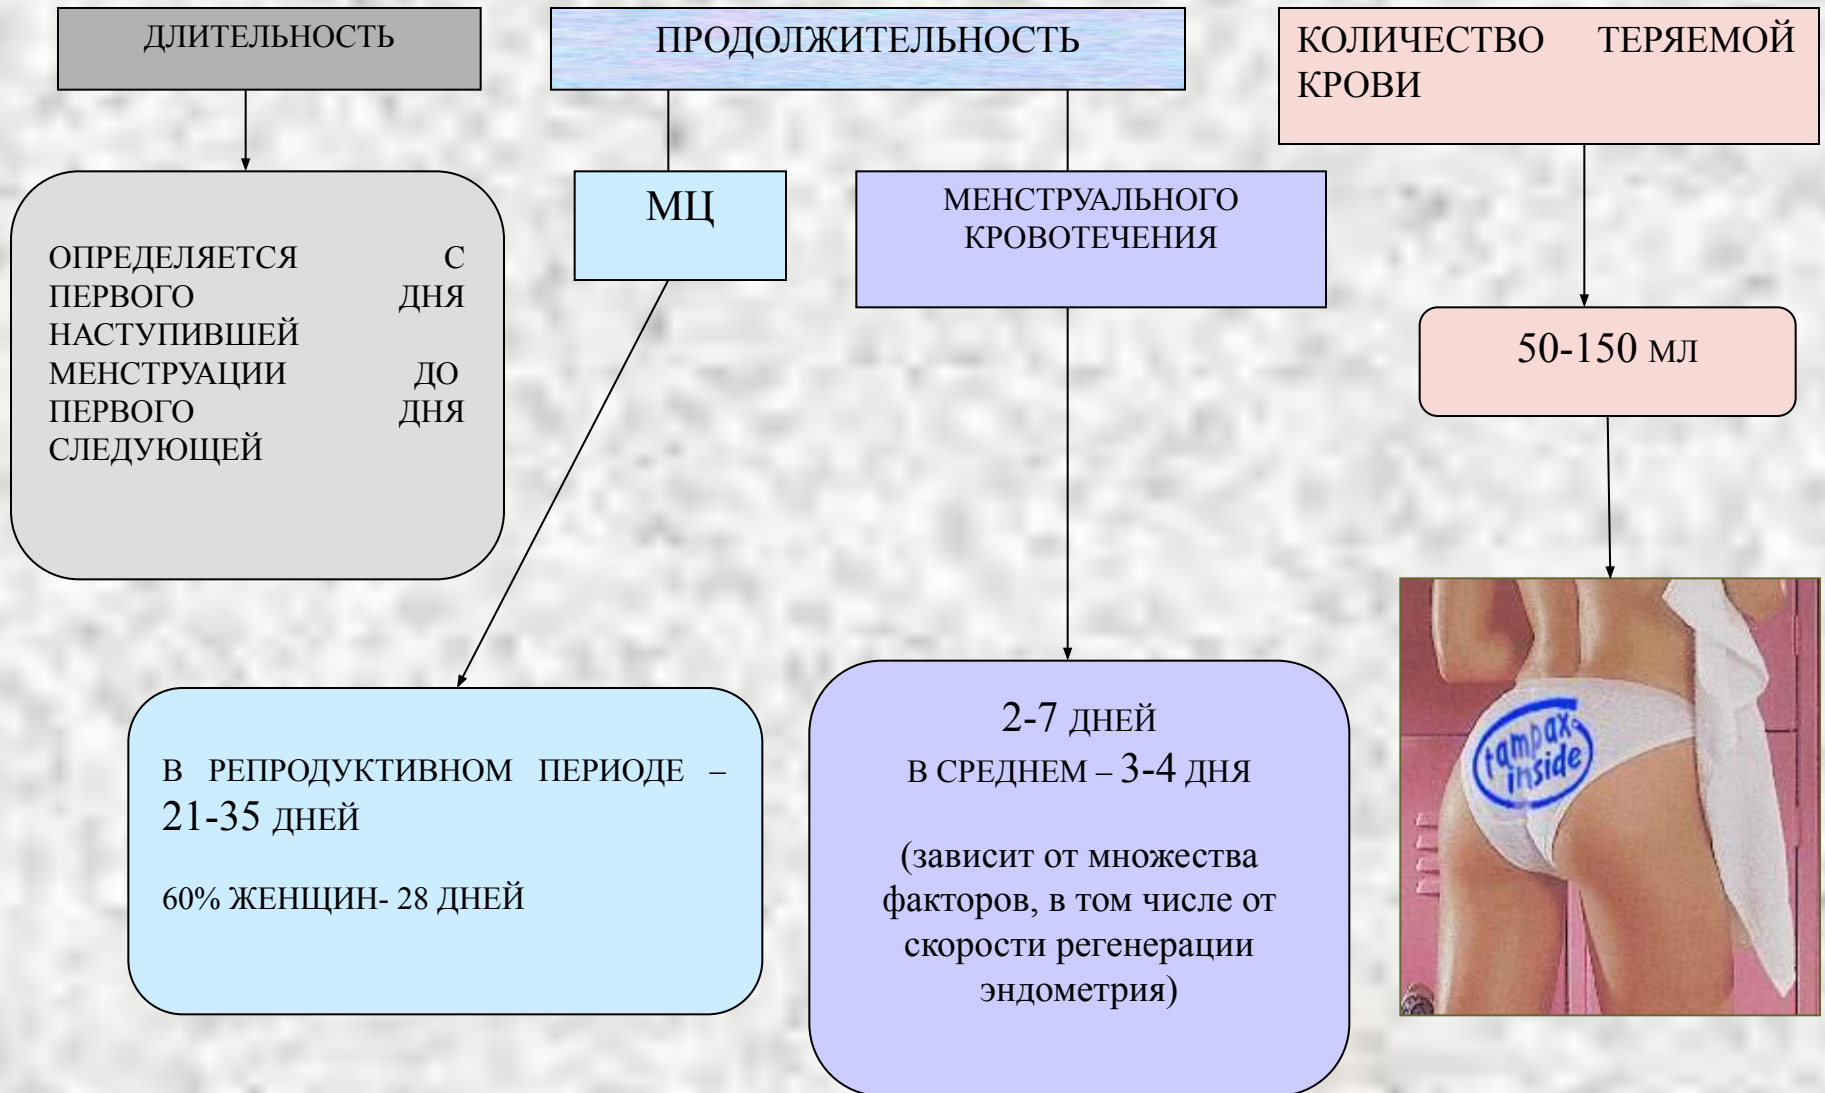 ДЛИТЕЛЬНОСТЬ
ОПРЕДЕЛЯЕТСЯ С
ПЕРВОГО ДНЯ
НАСТУПИВШЕЙ
МЕНСТРУАЦИИ ДО
ПЕРВОГО ДНЯ
СЛЕДУЮЩЕЙ
ПРОДОЛЖИТЕЛЬНОСТЬ
МЦ
В РЕПРОДУКТИВНОМ ПЕРИОДЕ –
21-35 ДНЕЙ
60% ЖЕНЩИН- 28 ДНЕЙ
МЕНСТРУАЛЬНОГО
КРОВОТЕЧЕНИЯ
2-7 ДНЕЙ
В СРЕДНЕМ – 3-4 ДНЯ
(зависит от множества
факторов, в том числе от
скорости регенерации
эндометрия)
КОЛИЧЕСТВО ТЕРЯЕМОЙ
КРОВИ
50-150 МЛ
tampax
inside